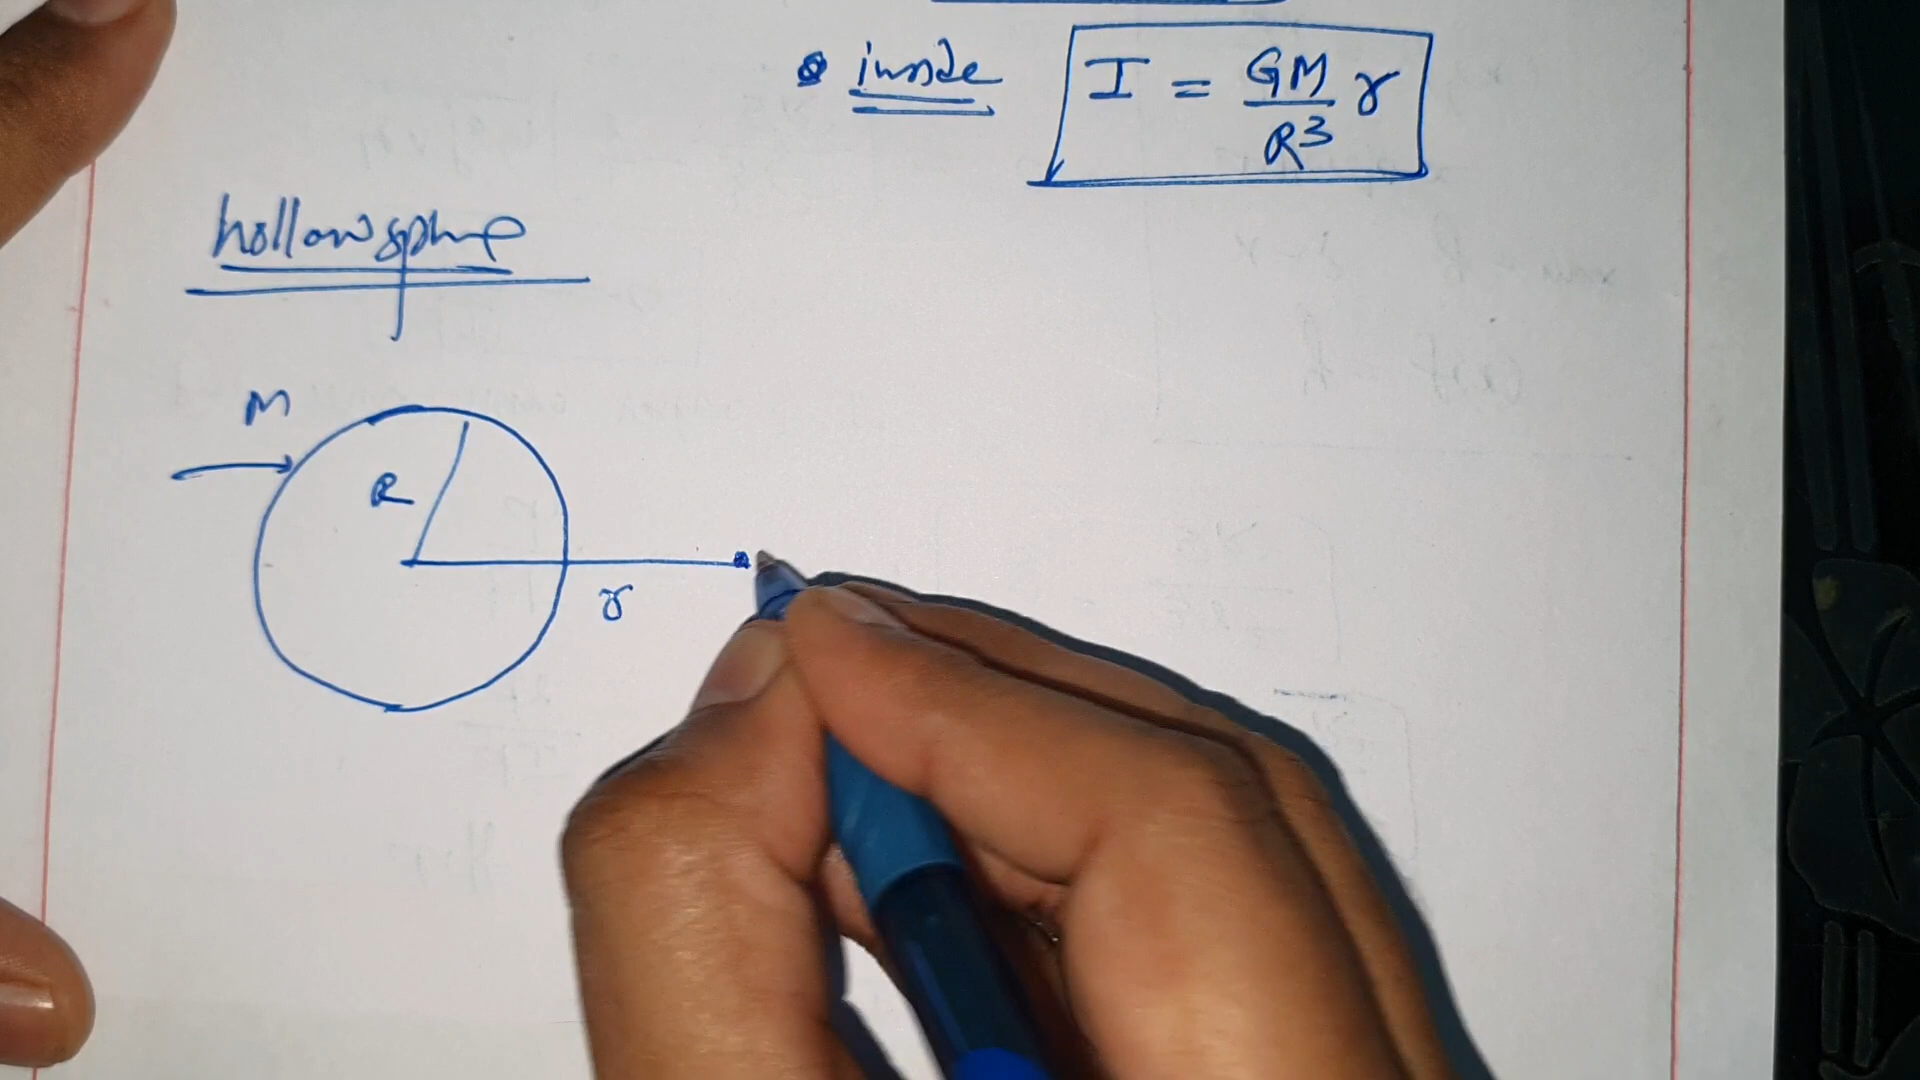 inside I = GM/R³ r
hollow sphere
M
R
r